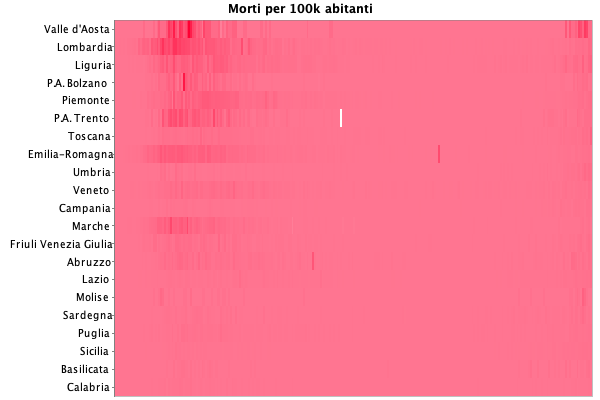 Morti per 100k abitanti
Valle d'Aosta
Lombardia
Liguria
P.A. Bolzano
Piemonte
P.A. Trento
Toscana
Emilia-Romagna
Umbria
Veneto
Campania
Marche
Friuli Venezia Giulia
Abruzzo
Lazio
Molise
Sardegna
Puglia
Sicilia
Basilicata
Calabria